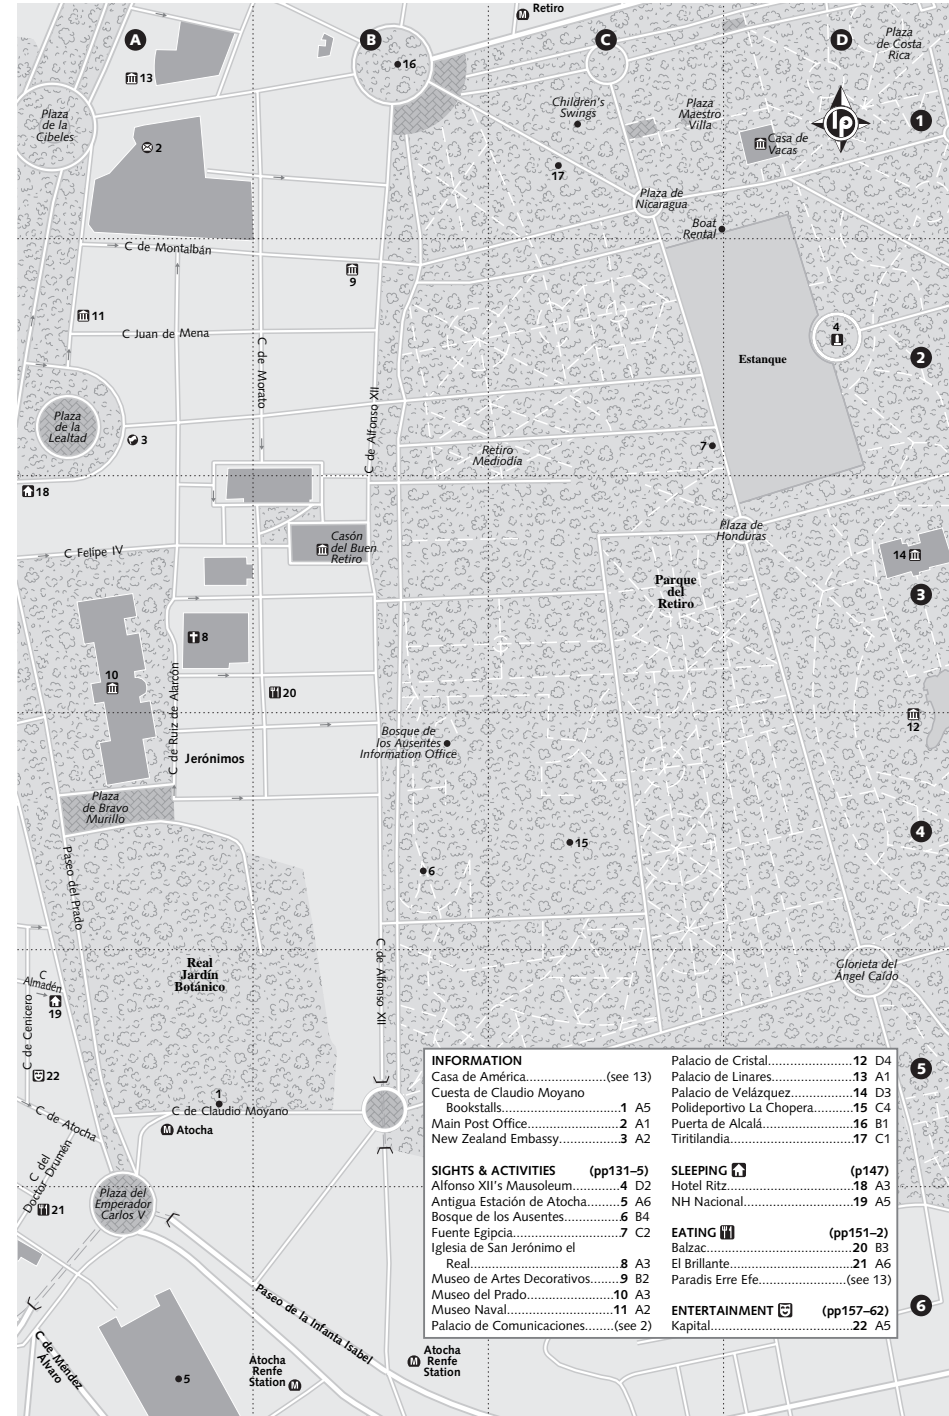 Retiro
A
B
C
D
Plaza
de Costa
Rica
16
13
Plaza
de la
Cibeles
Children's
Swings
Plaza
Maestro
Villa
lp
1
2
Casa de
Vacas
17
Plaza de
Nicaragua
Boat
Rental
C de Montalbán
9
11
C Juan de Mena
4
C de Morato
Estanque
2
C de Alfonso XII
Plaza
de la
Lealtad
3
7
Retiro
Mediodía
18
Plaza de
Honduras
Casón
del Buen
Retiro
C Felipe IV
14
Parque
del
Retiro
3
8
10
20
C de Ruiz de Alarcón
12
Bosque de
los Ausentes
Information Office
Jerónimos
Plaza
de Bravo
Murillo
4
15
6
Paseo del Prado
C de Alfonso XII
Real
Jardín
Botánico
Glorieta del
Ángel Caído
C
Almadén
19
C de Cenicero
22
5
1
C de Claudio Moyano
C de Atocha
Atocha
C del
Doctor Drumén
Plaza del
Emperador
Carlos V
21
Paseo de la Infanta Isabel
6
C de Méndez
Álvaro
5
Atocha
Renfe
Station
Atocha
Renfe
Station
INFORMATION
Casa de América............(see 13)
Cuesta de Claudio Moyano
Bookstalls............1 A5
Main Post Office............2 A1
New Zealand Embassy............3 A2
SIGHTS & ACTIVITIES (pp131–5)
Alfonso XII's Mausoleum............4 D2
Antigua Estación de Atocha............5 A6
Bosque de los Ausentes............6 B4
Fuente Egipcia............7 C2
Iglesia de San Jerónimo el
Real............8 A3
Museo de Artes Decorativos............9 B2
Museo del Prado............10 A3
Museo Naval............11 A2
Palacio de Comunicaciones............(see 2)
Palacio de Cristal............12 D4
Palacio de Linares............13 A1
Palacio de Velázquez............14 D3
Polideportivo La Chopera............15 C4
Puerta de Alcalá............16 B1
Tiritilandia............17 C1
SLEEPING (p147)
Hotel Ritz............18 A3
NH Nacional............19 A5
EATING (pp151–2)
Balzac............20 B3
El Brillante............21 A6
Paradis Erre Efe............(see 13)
ENTERTAINMENT (pp157–62)
Kapital............22 A5